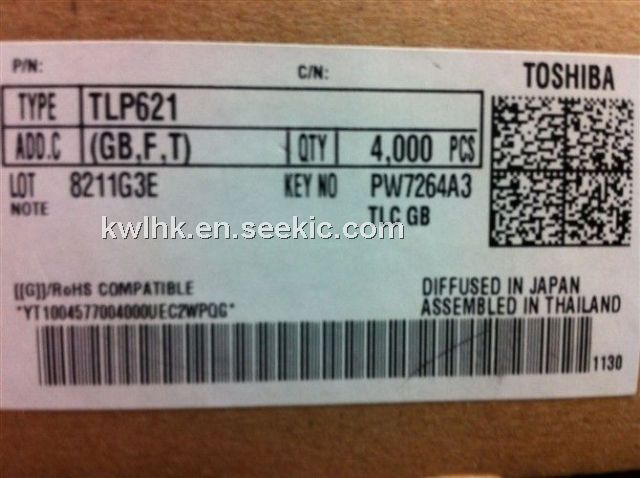 P/N:
C/N:
TOSHIBA
TYPE TLP621
ADD.C (GB,F,T) QTY 4,000 PCS
LOT 8211G3E KEY NO PW7264A3
NOTE TLC GB
kwlhk.en.seekic.com
[[G]]/RoHS COMPATIBLE
DIFFUSED IN JAPAN
*YT1004577004000UEC2WPQG*
ASSEMBLED IN THAILAND
1130